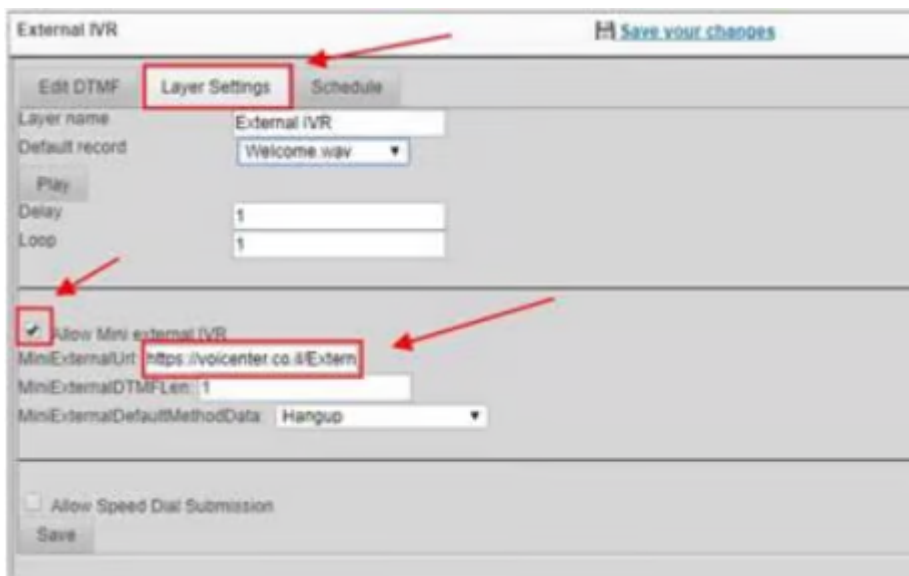 External IVR
Save your changes
Edit DTMF Layer Settings Schedule
Layer name External IVR
Default record Welcome.wav
Play
Delay 1
Loop 1
Allow Mini external IVR
MiniExternalUrl: https://voicenter.co.il/Extern
MiniExternalDTMFLen: 1
MiniExternalDefaultMethodData: Hangup
Allow Speed Dial Submission
Save